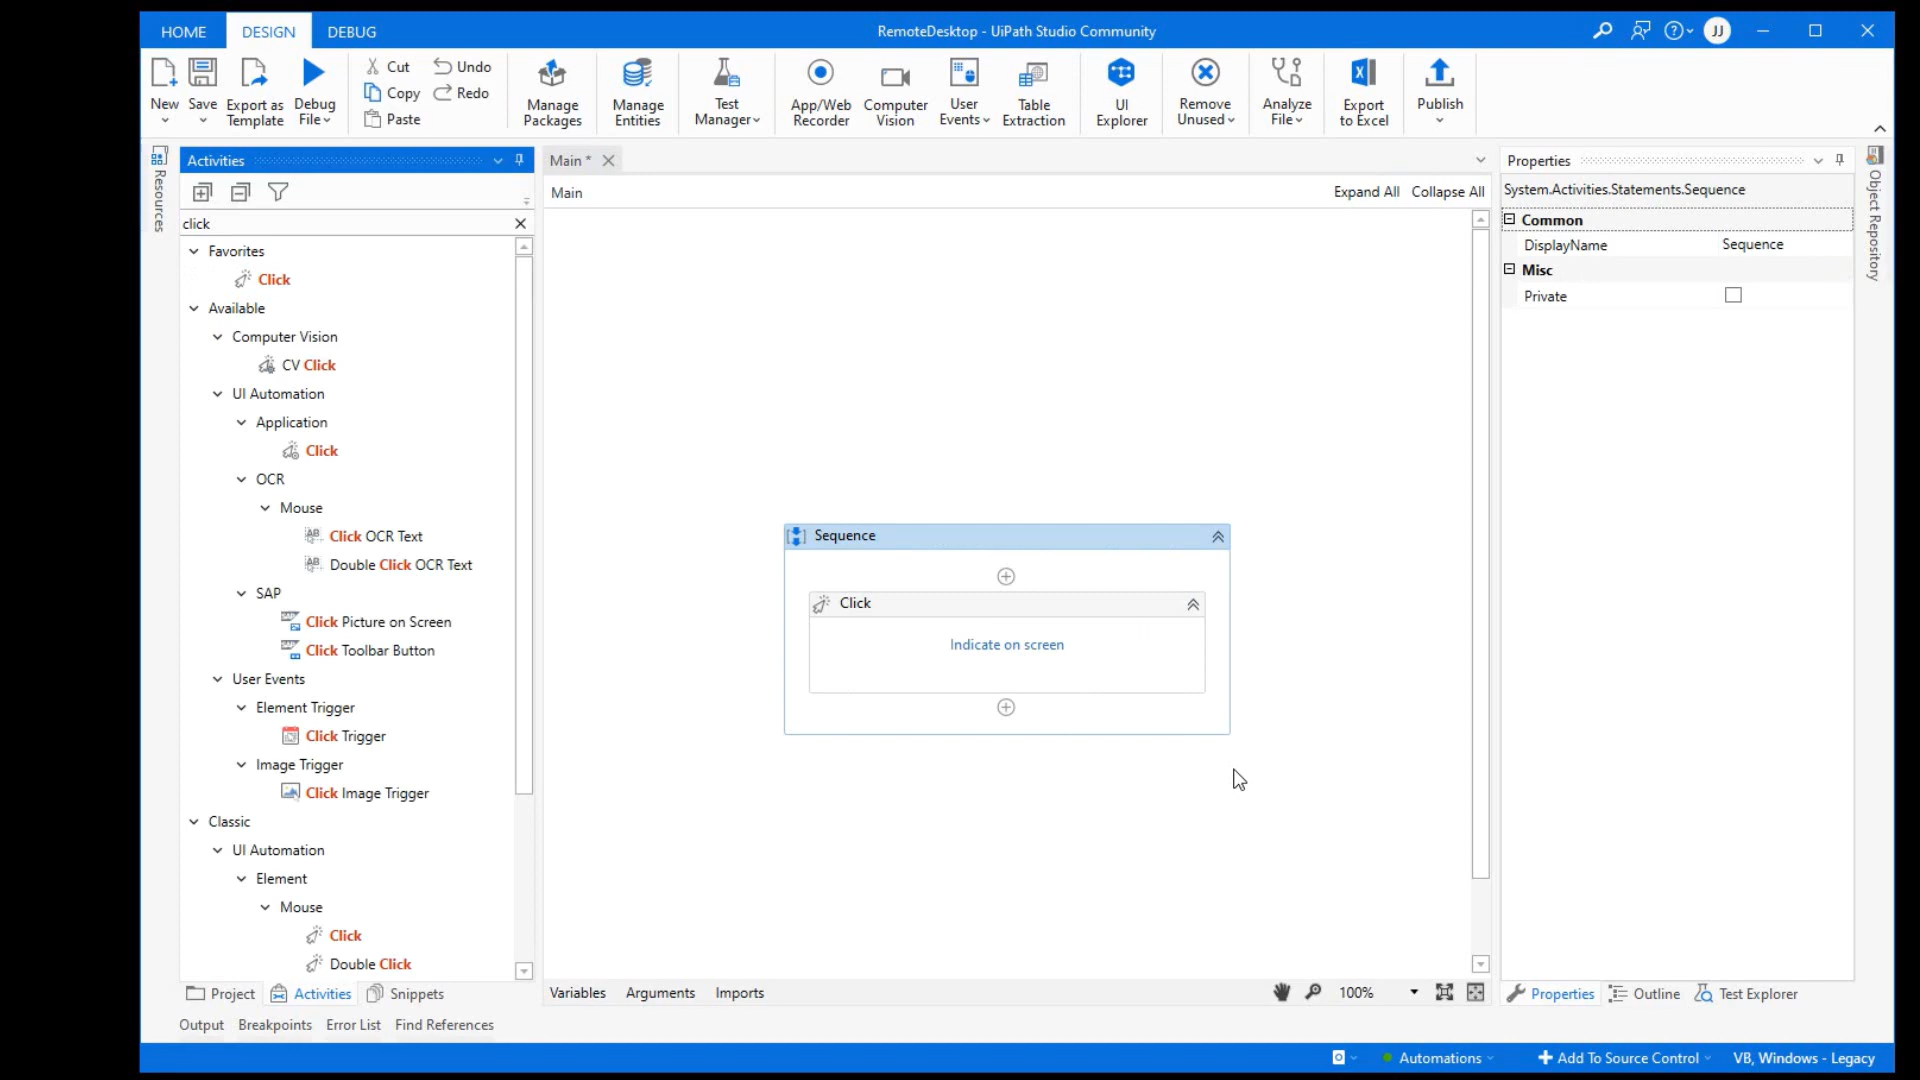 HOME DESIGN DEBUG
RemoteDesktop - UiPath Studio Community
JJ
New
Save
Export as
Template
Debug
File
Cut
Copy
Paste
Undo
Redo
Manage
Packages
Manage
Entities
Test
Manager
App/Web
Recorder
Computer
Vision
User
Events
Table
Extraction
UI
Explorer
Remove
Unused
Analyze
File
Export
to Excel
Publish
Resources
Activities
click
Favorites
Click
Available
Computer Vision
CV Click
UI Automation
Application
Click
OCR
Mouse
Click OCR Text
Double Click OCR Text
SAP
Click Picture on Screen
Click Toolbar Button
User Events
Element Trigger
Click Trigger
Image Trigger
Click Image Trigger
Classic
UI Automation
Element
Mouse
Click
Double Click
Project Activities Snippets
Main *
Main
Expand All Collapse All
Sequence
Click
Indicate on screen
Variables Arguments Imports
100%
Properties
System.Activities.Statements.Sequence
Common
DisplayName Sequence
Misc
Private
Object Repository
Properties Outline Test Explorer
Output Breakpoints Error List Find References
Automations
Add To Source Control
VB, Windows - Legacy